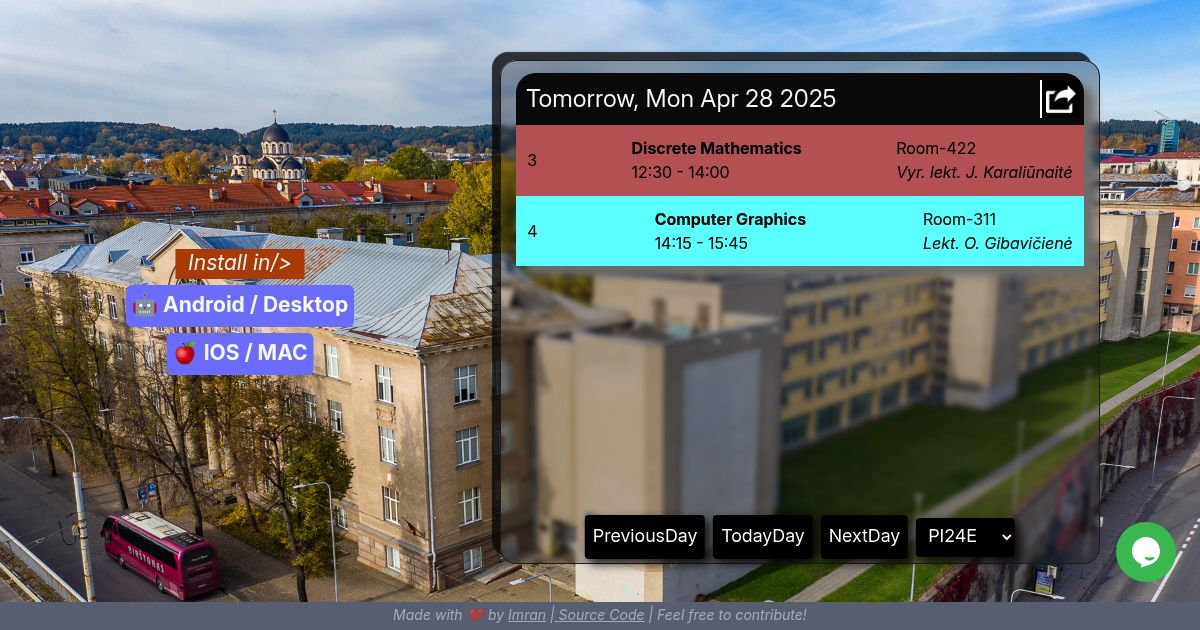 Tomorrow, Mon Apr 28 2025
3
Discrete Mathematics
12:30 - 14:00
Room-422
Vyr. lekt. J. Karaliūnaitė
4
Computer Graphics
14:15 - 15:45
Room-311
Lekt. O. Gibavičienė
Install in/>
Android / Desktop
IOS / MAC
KIRŠTONAS
PreviousDay
TodayDay
NextDay
PI24E
Made with ❤️ by Imran | Source Code | Feel free to contribute!